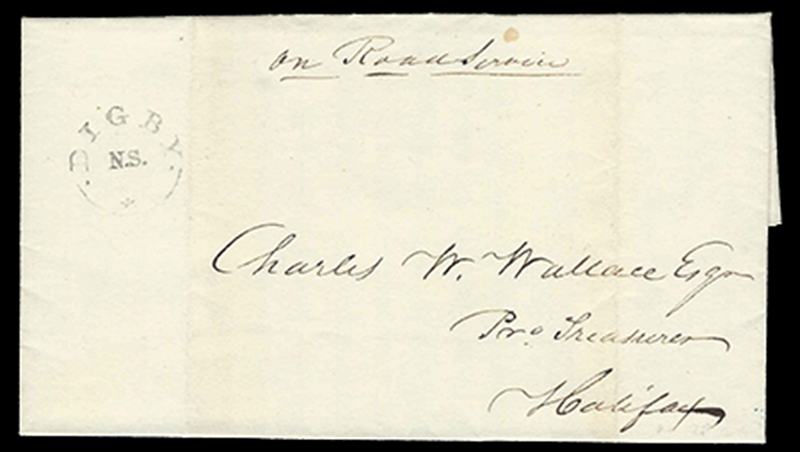 on Road Service
DIGBY.
N.S.
Charles W. Wallace Esqr
Pro. Treasurer
Halifax